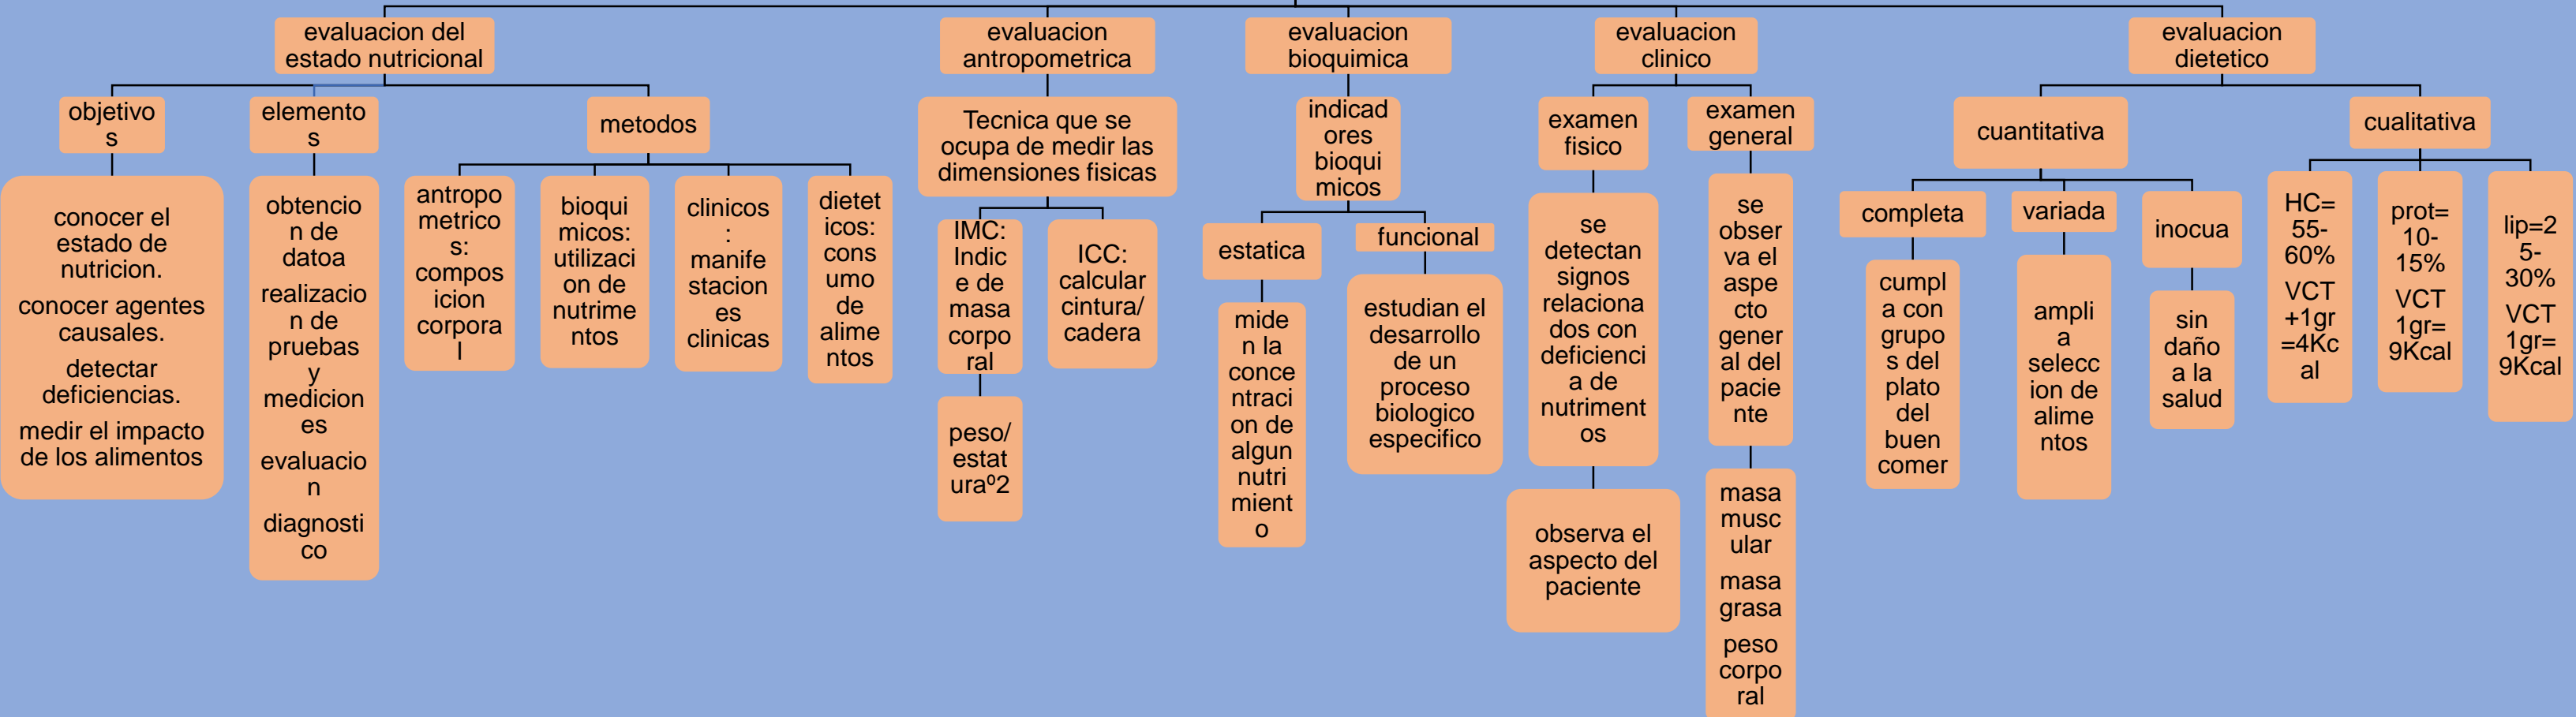 evaluacion del
estado nutricional
objetivo
s
conocer el
estado de
nutricion.
conocer agentes
causales.
detectar
deficiencias.
medir el impacto
de los alimentos
elemento
s
obtencio
n de
datoa
realizacio
n de
pruebas
y
medicion
es
evaluacio
n
diagnosti
co
metodos
antropo
metrico
s:
compos
icion
corpora
l
bioqui
micos:
utilizaci
on de
nutrime
ntos
clinicos
:
manife
stacion
es
clinicas
dietet
icos:
cons
umo
de
alime
ntos
evaluacion
antropometrica
Tecnica que se
ocupa de medir las
dimensiones fisicas
IMC:
Indic
e de
masa
corpo
ral
peso/
estat
uraº2
ICC:
calcular
cintura/
cadera
evaluacion
bioquimica
indicad
ores
bioqui
micos
estatica
mide
n la
conce
ntraci
on de
algun
nutri
mient
o
funcional
estudian el
desarrollo
de un
proceso
biologico
especifico
evaluacion
clinico
examen
fisico
se
detectan
signos
relaciona
dos con
deficienci
a de
nutriment
os
observa el
aspecto del
paciente
examen
general
se
obser
va el
aspe
cto
gener
al del
pacie
nte
masa
musc
ular
masa
grasa
peso
corpo
ral
evaluacion
dietetico
cuantitativa
completa
cumpl
a con
grupo
s del
plato
del
buen
comer
variada
ampli
a
selecc
ion de
alime
ntos
inocua
sin
daño
a la
salud
cualitativa
HC=
55-
60%
VCT
+1gr
=4Kc
al
prot=
10-
15%
VCT
1gr=
9Kcal
lip=2
5-
30%
VCT
1gr=
9Kcal